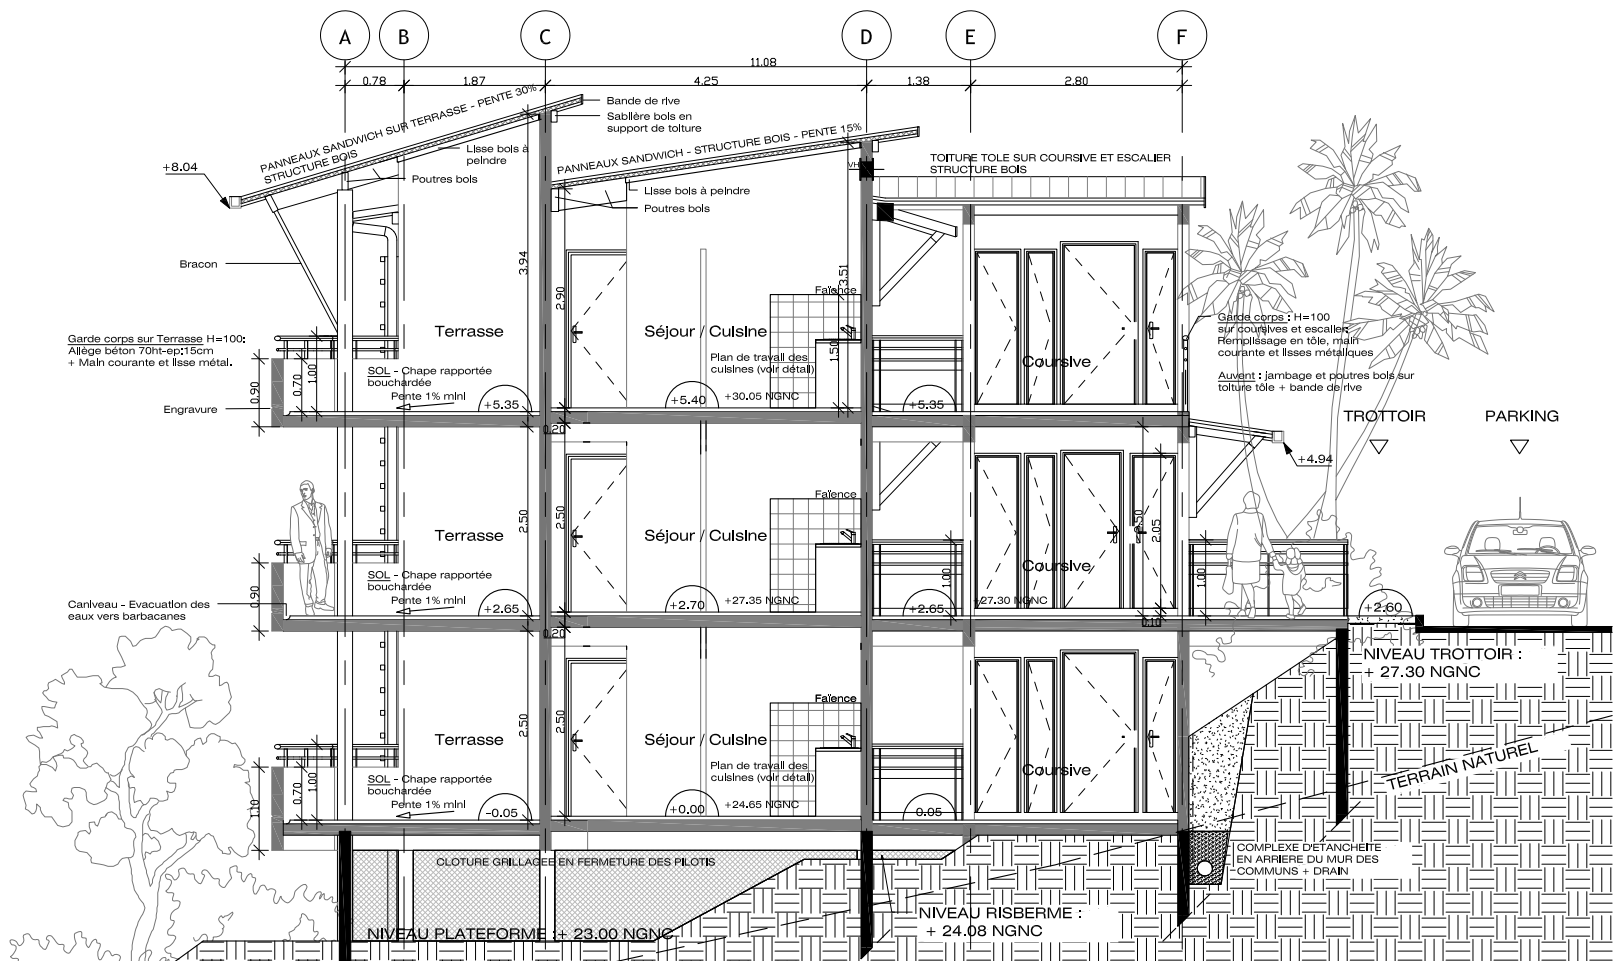 A B C D E F
11.08
0.78 1.87 4.25 1.38 2.80
PANNEAUX SANDWICH SUR TERRASSE - PENTE 30%
STRUCTURE BOIS
Bande de rive
Sablière bois en
support de toiture
Lisse bois à
peindre
Poutres bois
+8.04
PANNEAUX SANDWICH - STRUCTURE BOIS - PENTE 15%
Lisse bois à peindre
Poutres bois
VH
TOITURE TOLE SUR COURSIVE ET ESCALIER
STRUCTURE BOIS
Bracon
3.94
2.90
3.51
1.50
Faïence
Terrasse
Séjour / Cuisine
Coursive
Garde corps sur Terrasse H=100:
Allège béton 70ht-ep:15cm
+ Main courante et lisse métal.
Garde corps : H=100
sur coursives et escalier:
Remplissage en tôle, main
courante et lisses métalliques
Auvent : jambage et poutres bois sur
toiture tôle + bande de rive
Plan de travail des
cuisines (voir détail)
SOL - Chape rapportée
bouchardée
Pente 1% mini
0.90
0.70
1.00
+5.35
+5.40
+30.05 NGNC
+5.35
Engravure
TROTTOIR
PARKING
0.20
+4.94
Faïence
2.50
2.50
2.50
2.05
Terrasse
Séjour / Cuisine
Coursive
SOL - Chape rapportée
bouchardée
Pente 1% mini
0.90
1.00
1.00
+2.65
+2.70
+27.35 NGNC
+2.65
+27.30 NGNC
+2.60
Caniveau - Evacuation des
eaux vers barbacanes
0.20
0.10
NIVEAU TROTTOIR :
+ 27.30 NGNC
Faïence
2.50
2.50
Terrasse
Séjour / Cuisine
Coursive
Plan de travail des
cuisines (voir détail)
SOL - Chape rapportée
bouchardée
Pente 1% mini
1.10
0.70
1.00
-0.05
+0.00
+24.65 NGNC
0.05
TERRAIN NATUREL
COMPLEXE D'ETANCHEITE
EN ARRIERE DU MUR DES
COMMUNS + DRAIN
CLOTURE GRILLAGEE EN FERMETURE DES PILOTIS
NIVEAU RISBERME :
+ 24.08 NGNC
NIVEAU PLATEFORME :+ 23.00 NGNC